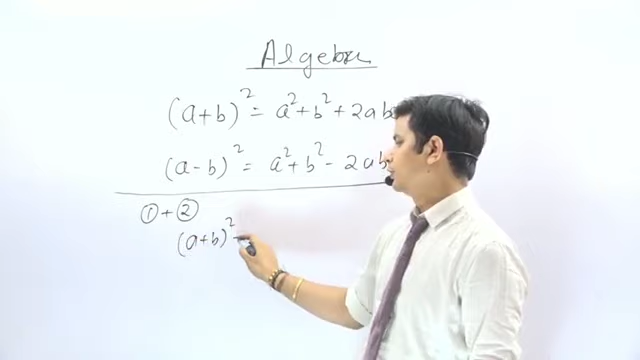 Algebra
(a+b)² = a²+b²+2ab
(a-b)² = a²+b²-2ab
①+②
(a+b)²